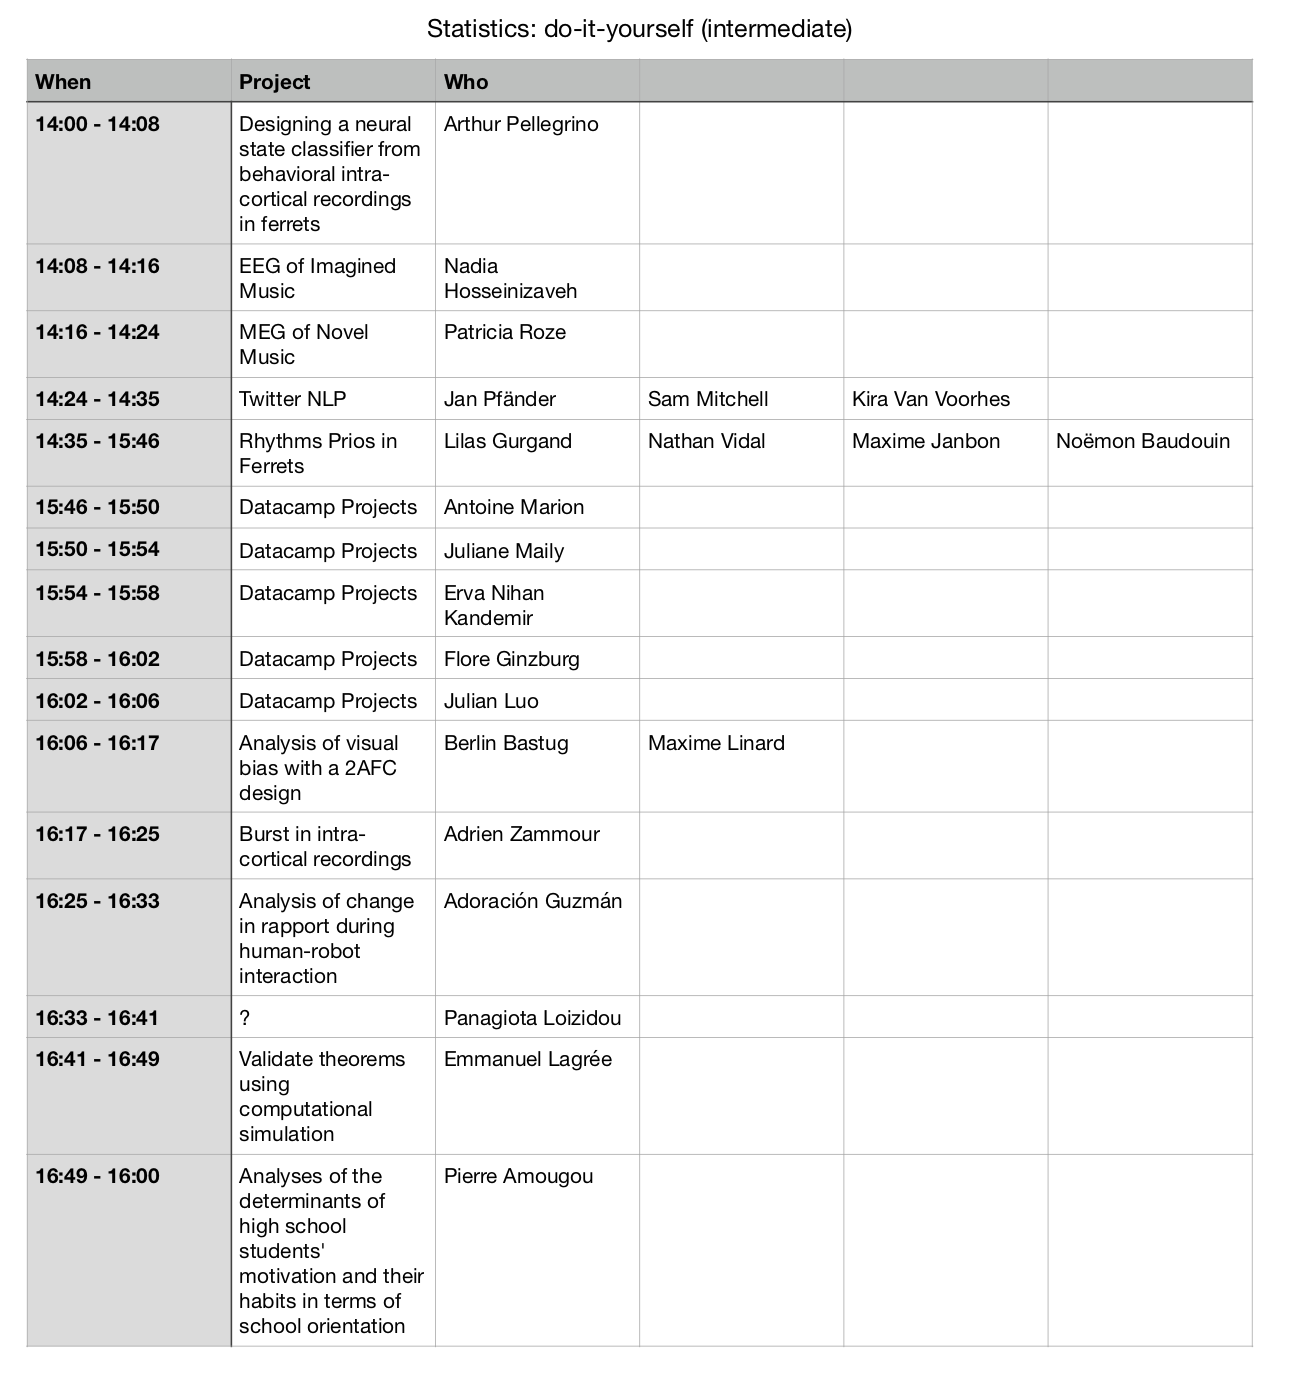 Statistics: do-it-yourself (intermediate)
When Project Who
14:00 - 14:08 Designing a neural Arthur Pellegrino
state classifier from
behavioral intra-
cortical recordings
in ferrets
14:08 - 14:16 EEG of Imagined Nadia
Music Hosseinizaveh
14:16 - 14:24 MEG of Novel Patricia Roze
Music
14:24 - 14:35 Twitter NLP Jan Pfänder Sam Mitchell Kira Van Voorhes
14:35 - 15:46 Rhythms Prios in Lilas Gurgand Nathan Vidal Maxime Janbon Noëmon Baudouin
Ferrets
15:46 - 15:50 Datacamp Projects Antoine Marion
15:50 - 15:54 Datacamp Projects Juliane Maily
15:54 - 15:58 Datacamp Projects Erva Nihan
Kandemir
15:58 - 16:02 Datacamp Projects Flore Ginzburg
16:02 - 16:06 Datacamp Projects Julian Luo
16:06 - 16:17 Analysis of visual Berlin Bastug Maxime Linard
bias with a 2AFC
design
16:17 - 16:25 Burst in intra- Adrien Zammour
cortical recordings
16:25 - 16:33 Analysis of change Adoración Guzmán
in rapport during
human-robot
interaction
16:33 - 16:41 ? Panagiota Loizidou
16:41 - 16:49 Validate theorems Emmanuel Lagrée
using
computational
simulation
16:49 - 16:00 Analyses of the Pierre Amougou
determinants of
high school
students'
motivation and their
habits in terms of
school orientation